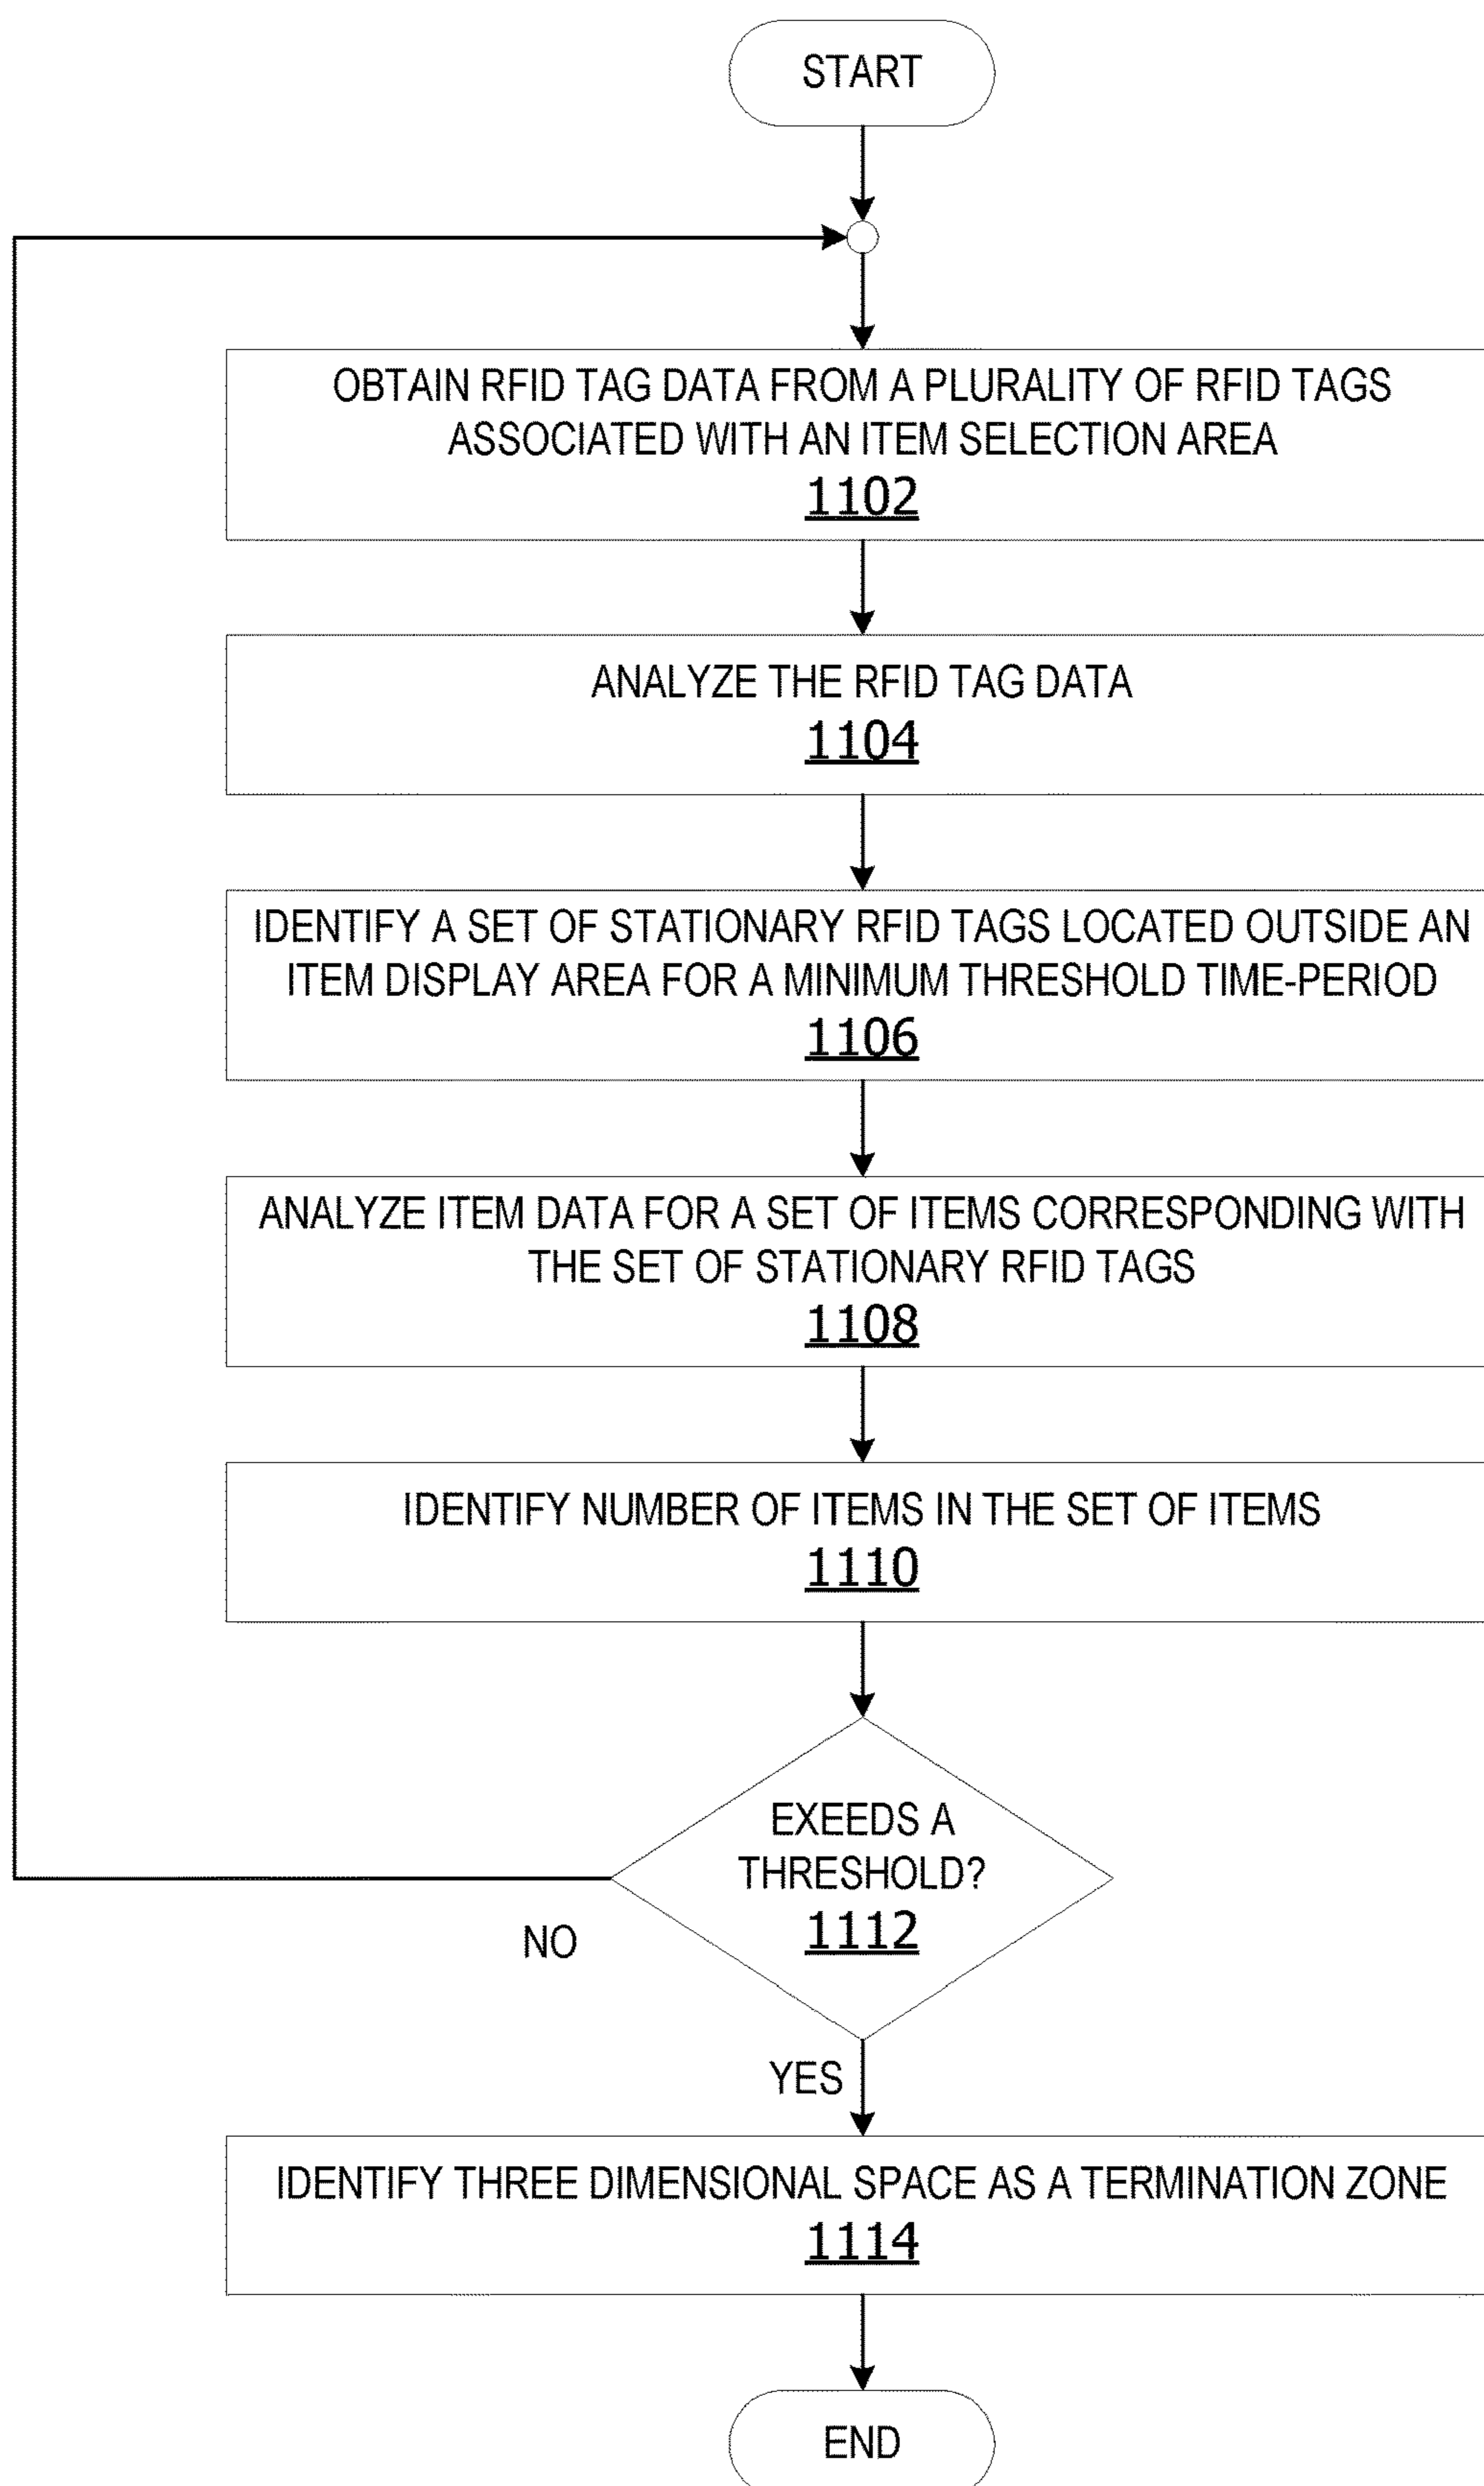 START
OBTAIN RFID TAG DATA FROM A PLURALITY OF RFID TAGS
ASSOCIATED WITH AN ITEM SELECTION AREA
1102
ANALYZE THE RFID TAG DATA
1104
IDENTIFY A SET OF STATIONARY RFID TAGS LOCATED OUTSIDE AN
ITEM DISPLAY AREA FOR A MINIMUM THRESHOLD TIME-PERIOD
1106
ANALYZE ITEM DATA FOR A SET OF ITEMS CORRESPONDING WITH
THE SET OF STATIONARY RFID TAGS
1108
IDENTIFY NUMBER OF ITEMS IN THE SET OF ITEMS
1110
EXEEDS A
THRESHOLD?
1112
NO
YES
IDENTIFY THREE DIMENSIONAL SPACE AS A TERMINATION ZONE
1114
END